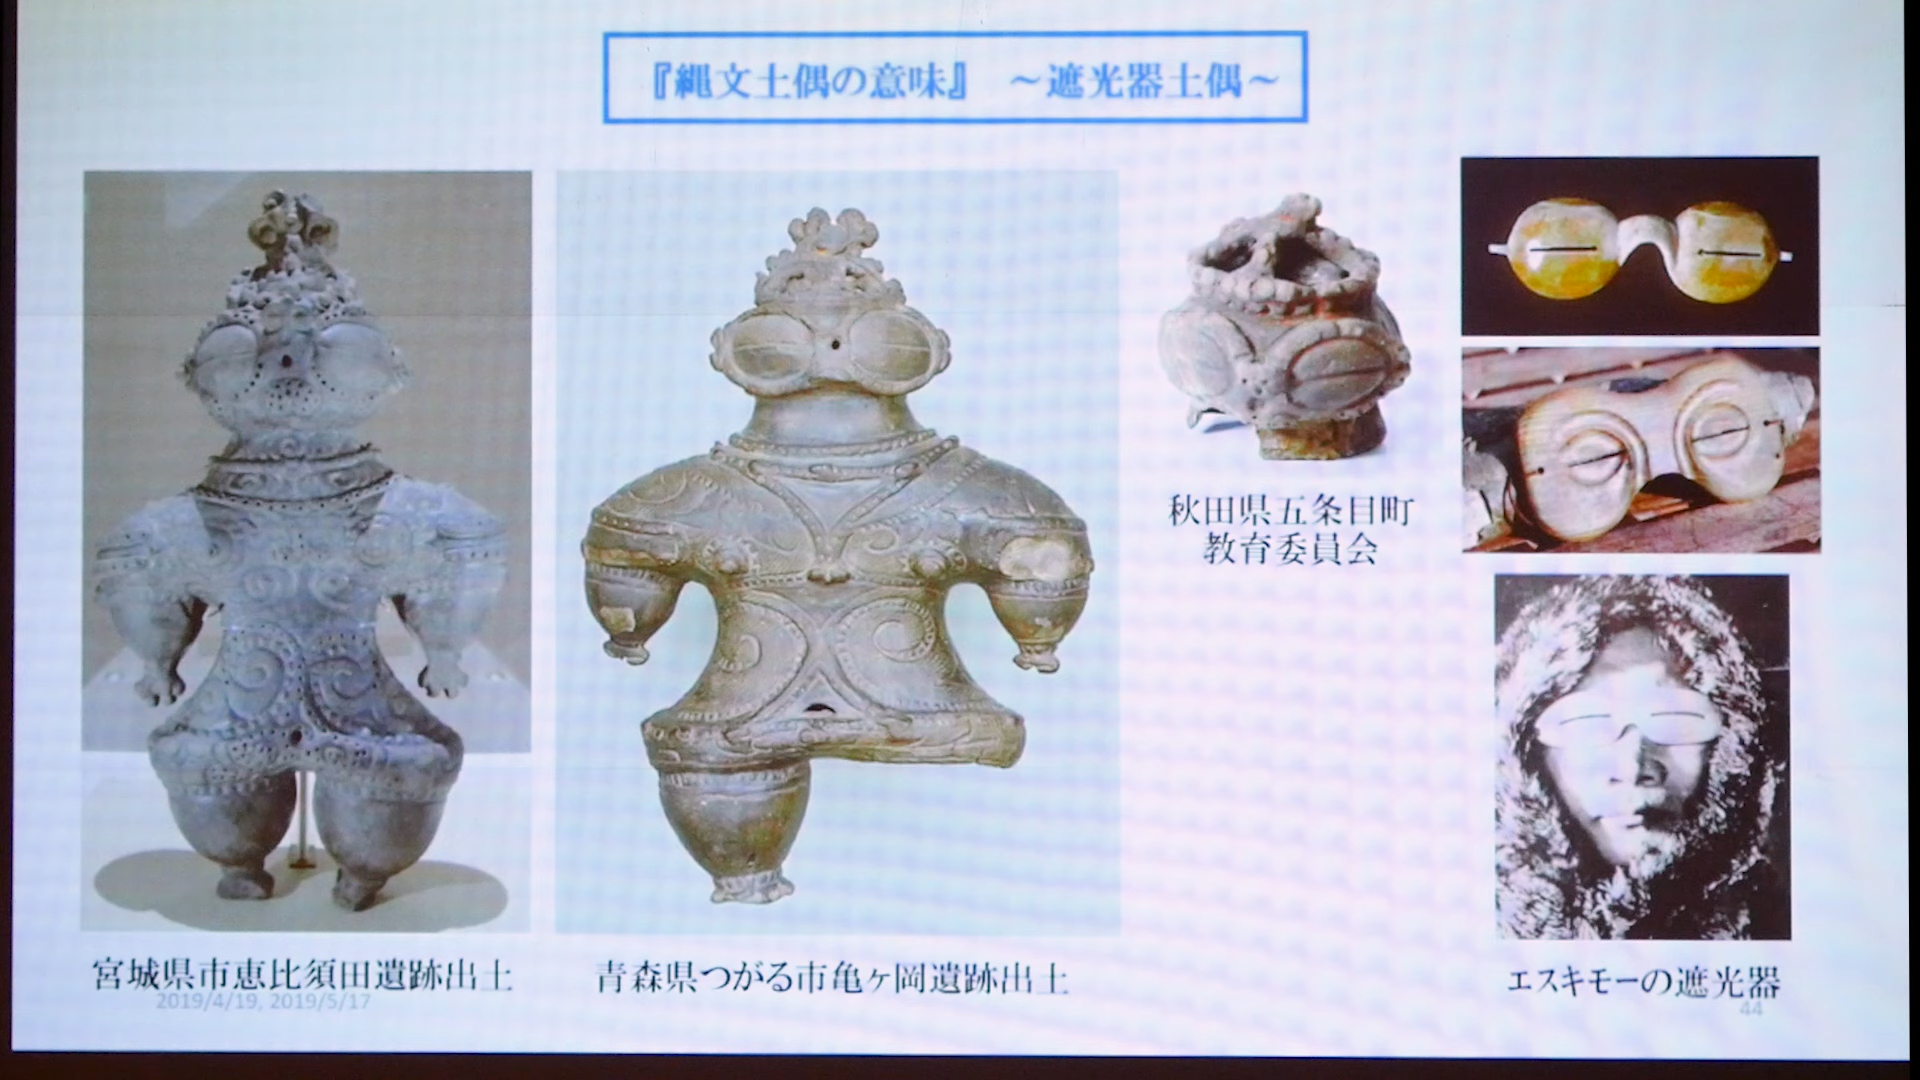 『縄文土偶の意味』 ～遮光器土偶～
秋田県五条目町
教育委員会
宮城県市恵比須田遺跡出土
青森県つがる市亀ヶ岡遺跡出土
エスキモーの遮光器
2019/4/19, 2019/5/17
44